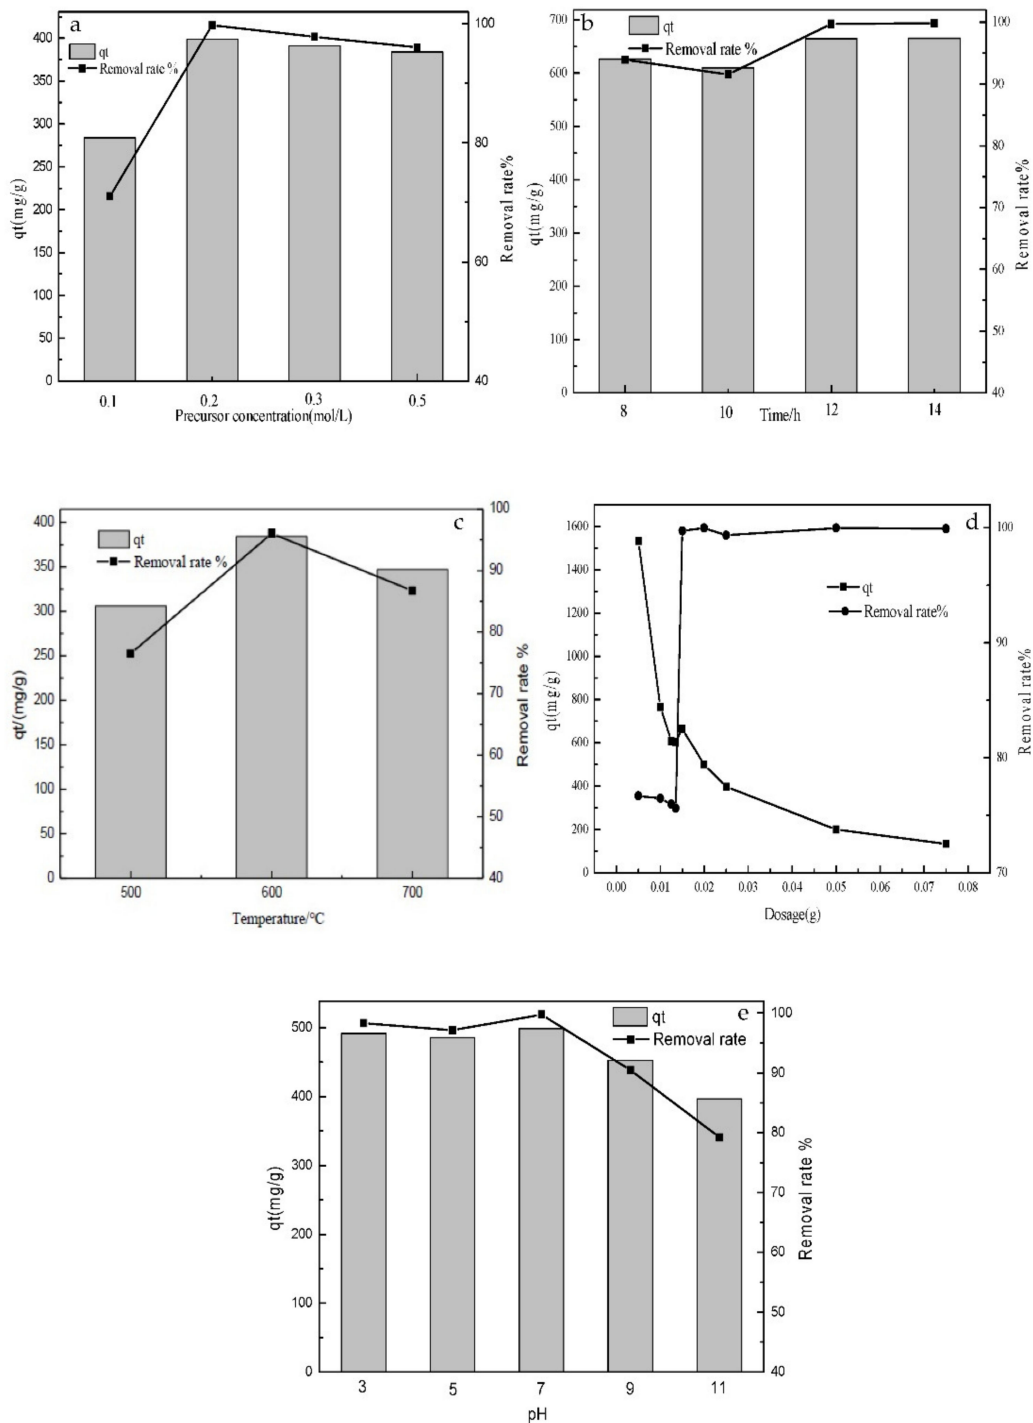 a
qt
Removal rate %
400
350
300
250
200
150
100
50
0
qt(mg/g)
100
80
60
40
Removal rate%
0.1 0.2 0.3 0.5
Precursor concentration(mol/L)
b
qt
Removal rate %
700
600
500
400
300
200
100
0
qt(mg/g)
100
90
80
70
60
50
40
Removal rate%
8 10 12 14
Time/h
c
qt
Removal rate %
400
350
300
250
200
150
100
50
0
qt/(mg/g)
100
90
80
70
60
50
40
Removal rate %
500 600 700
Temperature/°C
d
qt
Removal rate%
1600
1400
1200
1000
800
600
400
200
0
qt(mg/g)
100
90
80
70
Removal rate%
0.00 0.01 0.02 0.03 0.04 0.05 0.06 0.07 0.08
Dosage(g)
e
qt
Removal rate
500
400
300
200
100
0
qt(mg/g)
100
90
80
70
60
50
40
Removal rate %
3 5 7 9 11
pH